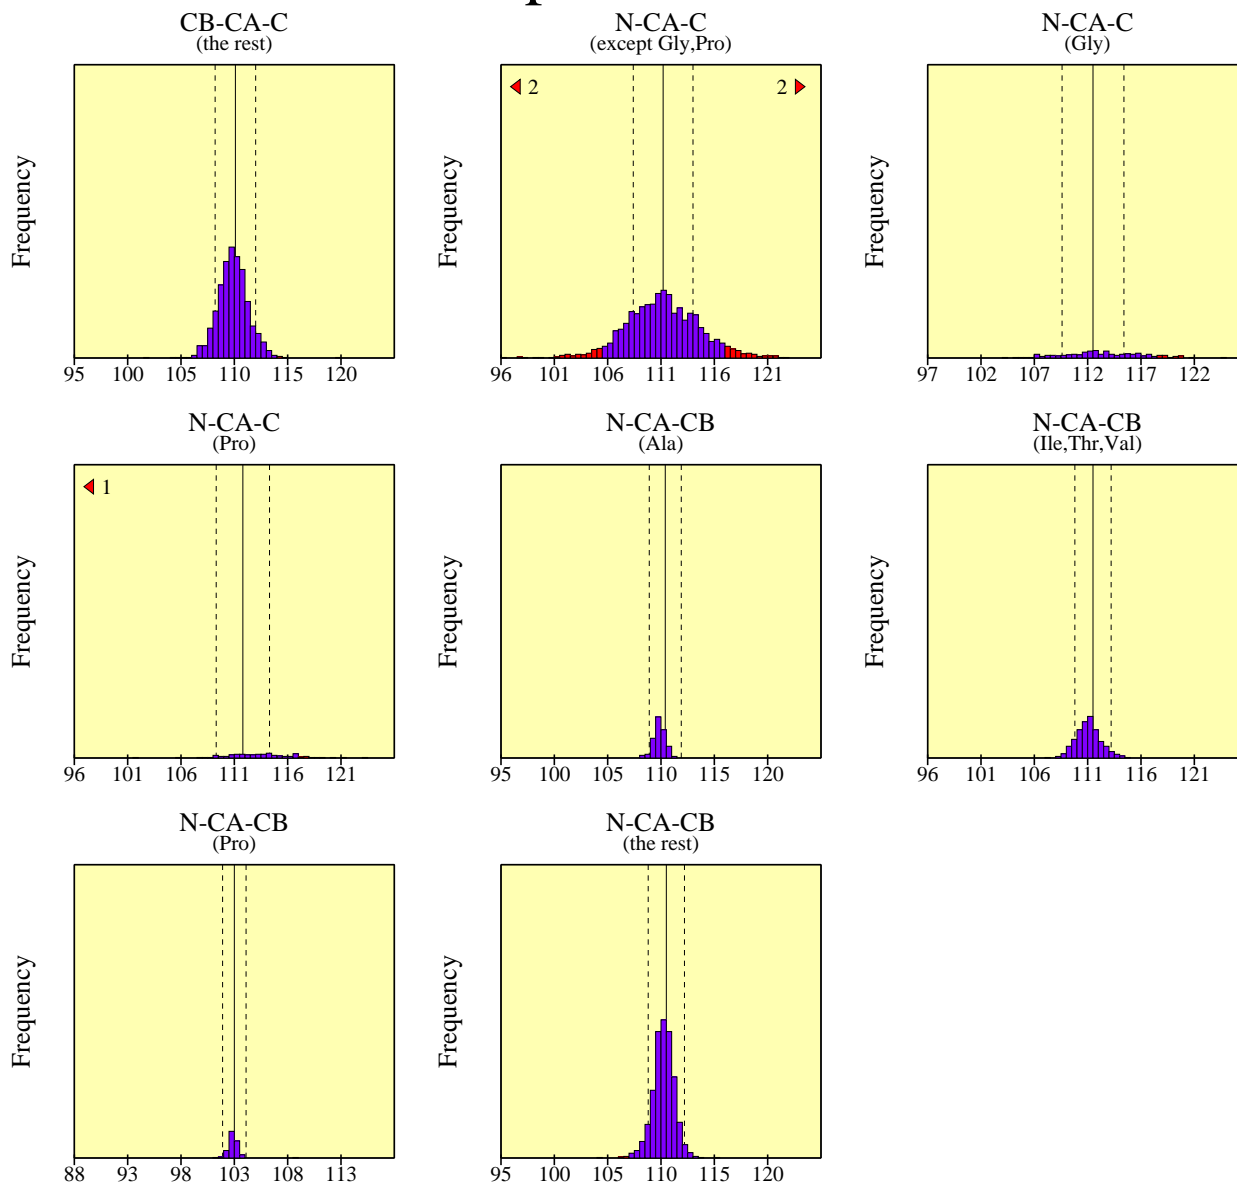 CB-CA-C
(the rest)
Frequency
95 100 105 110 115 120
N-CA-C
(except Gly,Pro)
2 2
Frequency
96 101 106 111 116 121
N-CA-C
(Gly)
Frequency
97 102 107 112 117 122
N-CA-C
(Pro)
1
Frequency
96 101 106 111 116 121
N-CA-CB
(Ala)
Frequency
95 100 105 110 115 120
N-CA-CB
(Ile,Thr,Val)
Frequency
96 101 106 111 116 121
N-CA-CB
(Pro)
Frequency
88 93 98 103 108 113
N-CA-CB
(the rest)
Frequency
95 100 105 110 115 120